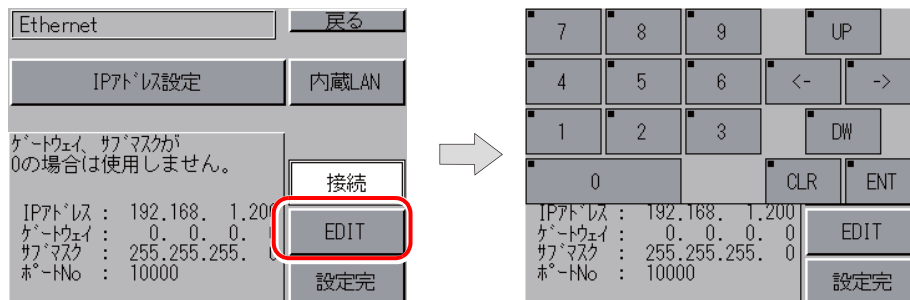 Ethernet
戻る
IPｱﾄﾞﾚｽ設定
内蔵LAN
ｹﾞｰﾄｳｪｲ、ｻﾌﾞﾏｽｸが
0の場合は使用しません。
接続
IPｱﾄﾞﾚｽ : 192.168. 1.200
ｹﾞｰﾄｳｪｲ : 0. 0. 0. 0
ｻﾌﾞﾏｽｸ : 255.255.255. 0
ﾎﾟｰﾄNo : 10000
EDIT
設定完
7 8 9 UP
4 5 6 <- ->
1 2 3 DW
0 CLR ENT
IPｱﾄﾞﾚｽ : 192.168. 1.200
ｹﾞｰﾄｳｪｲ : 0. 0. 0. 0
ｻﾌﾞﾏｽｸ : 255.255.255. 0
ﾎﾟｰﾄNo : 10000
EDIT
設定完